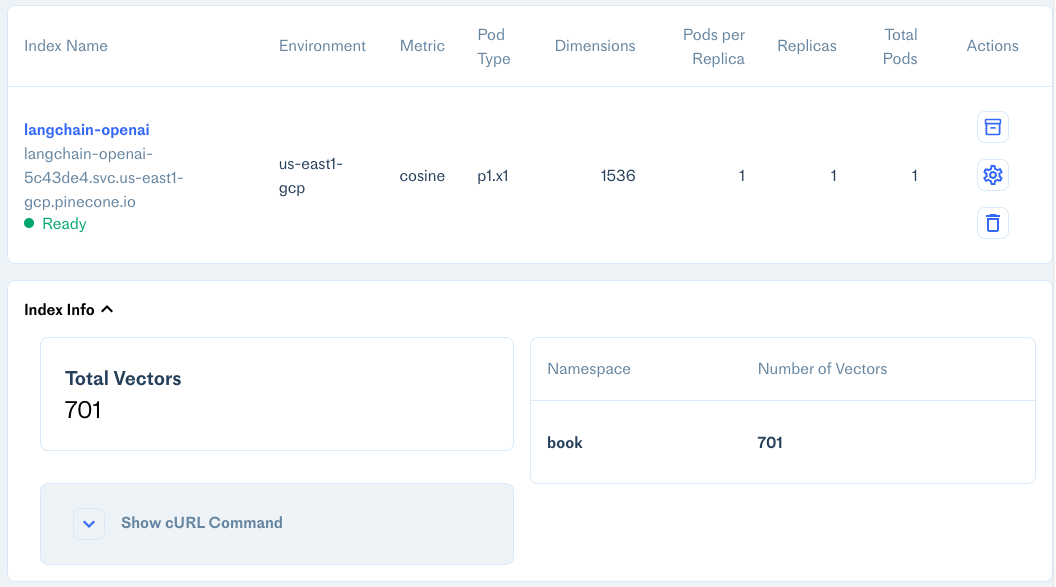 Index Name Environment Metric Pod Type Dimensions Pods per Replica Replicas Total Pods Actions
langchain-openai
langchain-openai-
5c43de4.svc.us-east1-
gcp.pinecone.io
Ready
us-east1-
gcp
cosine p1.x1 1536 1 1 1
Index Info
Total Vectors
701
Namespace Number of Vectors
book 701
Show cURL Command